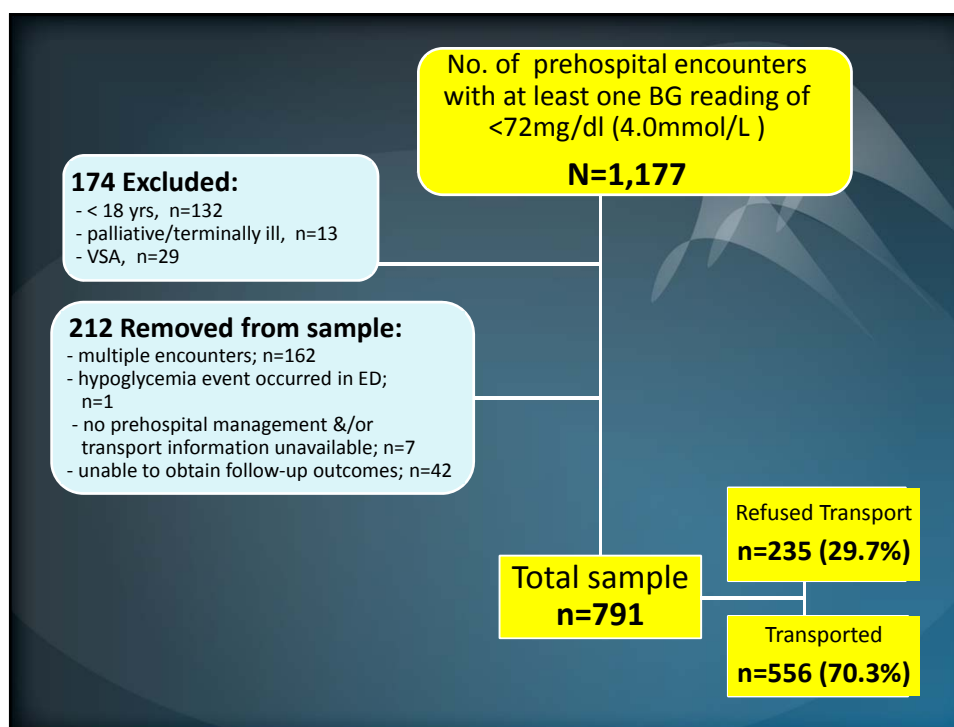 No. of prehospital encounters
with at least one BG reading of
<72mg/dl (4.0mmol/L )
N=1,177
174 Excluded:
- < 18 yrs, n=132
- palliative/terminally ill, n=13
- VSA, n=29
212 Removed from sample:
- multiple encounters; n=162
- hypoglycemia event occurred in ED;
n=1
- no prehospital management &/or
transport information unavailable; n=7
- unable to obtain follow-up outcomes; n=42
Refused Transport
n=235 (29.7%)
Total sample
n=791
Transported
n=556 (70.3%)